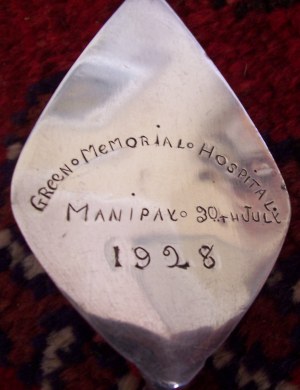 GREEN MEMORIAL HOSPITAL
MANIPAY 30TH JULY
1928